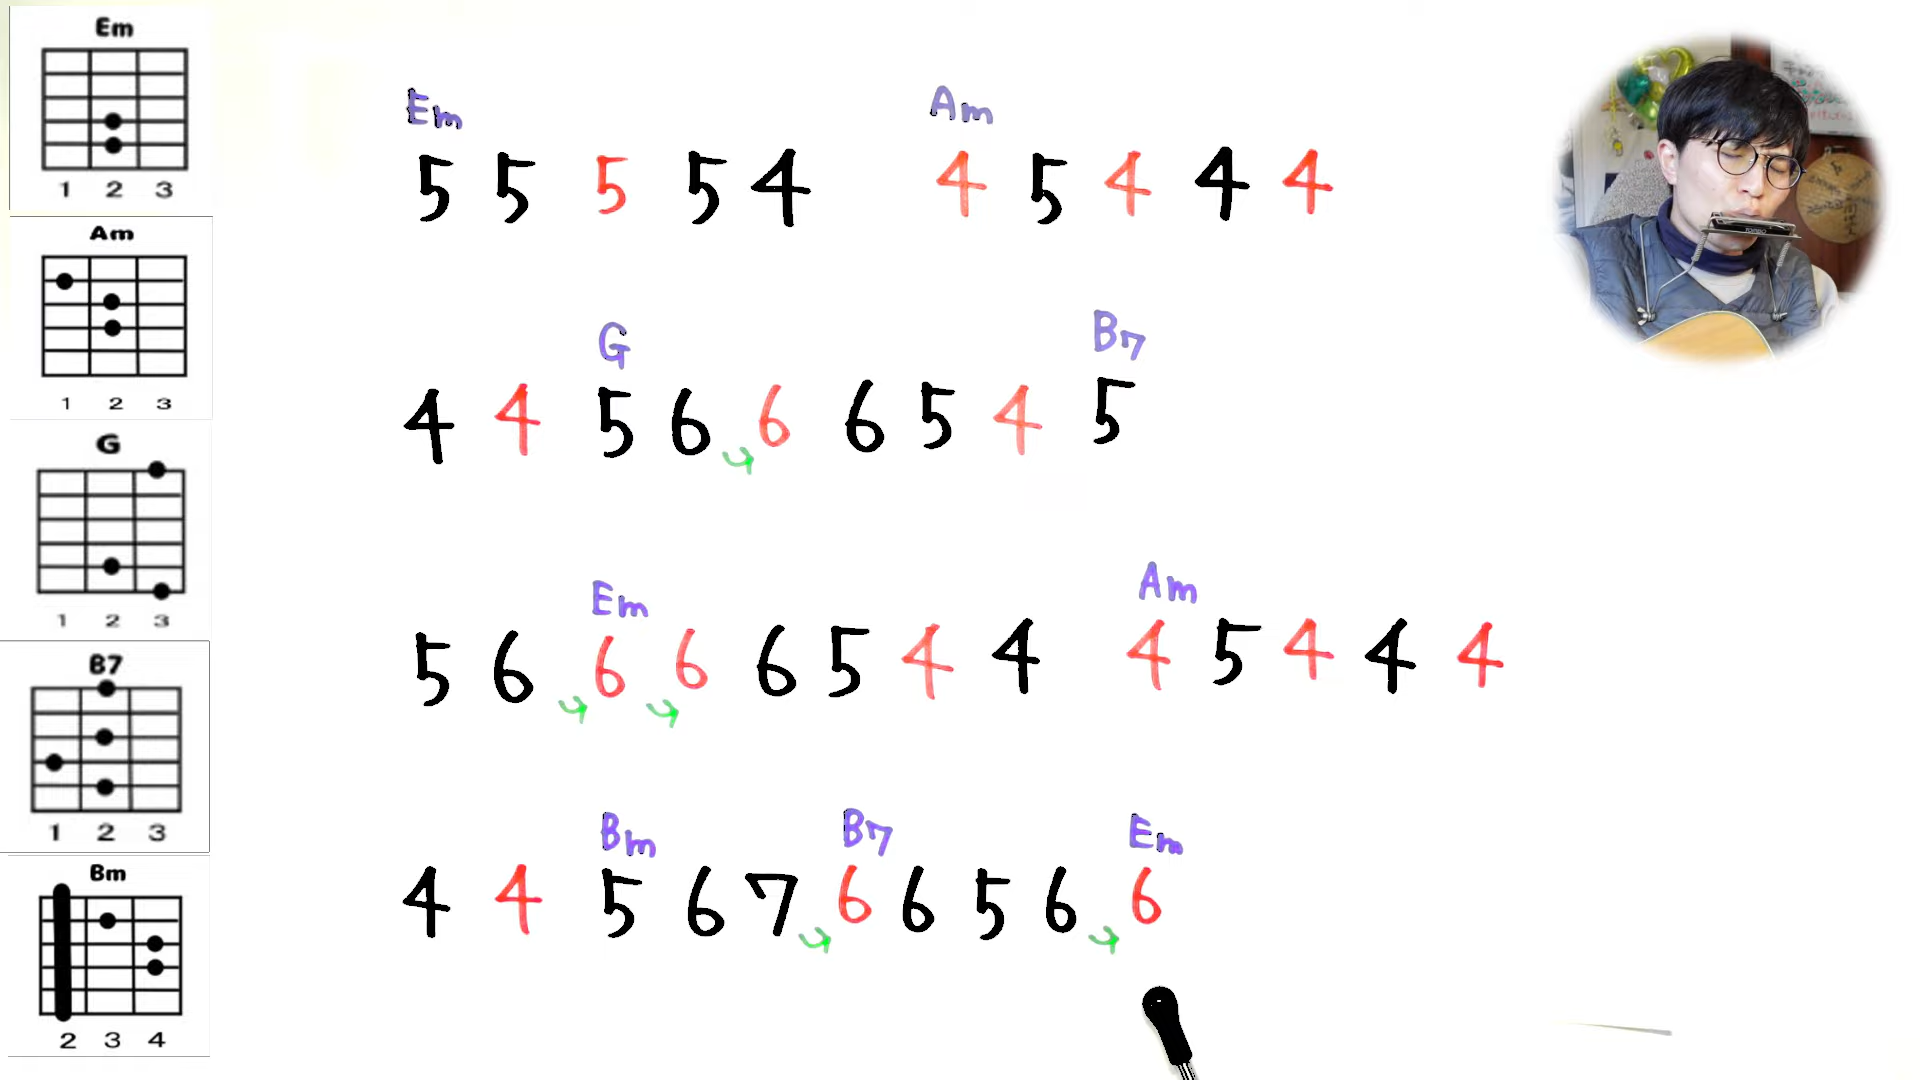 Em
1 2 3
Am
1 2 3
G
1 2 3
B7
1 2 3
Bm
2 3 4
Em Am
5 5 5 5 4 4 5 4 4 4
G B7
4 4 5 6 6 6 5 4 5
Em Am
5 6 6 6 6 5 4 4 4 5 4 4 4
Bm B7 Em
4 4 5 6 7 6 6 5 6 6